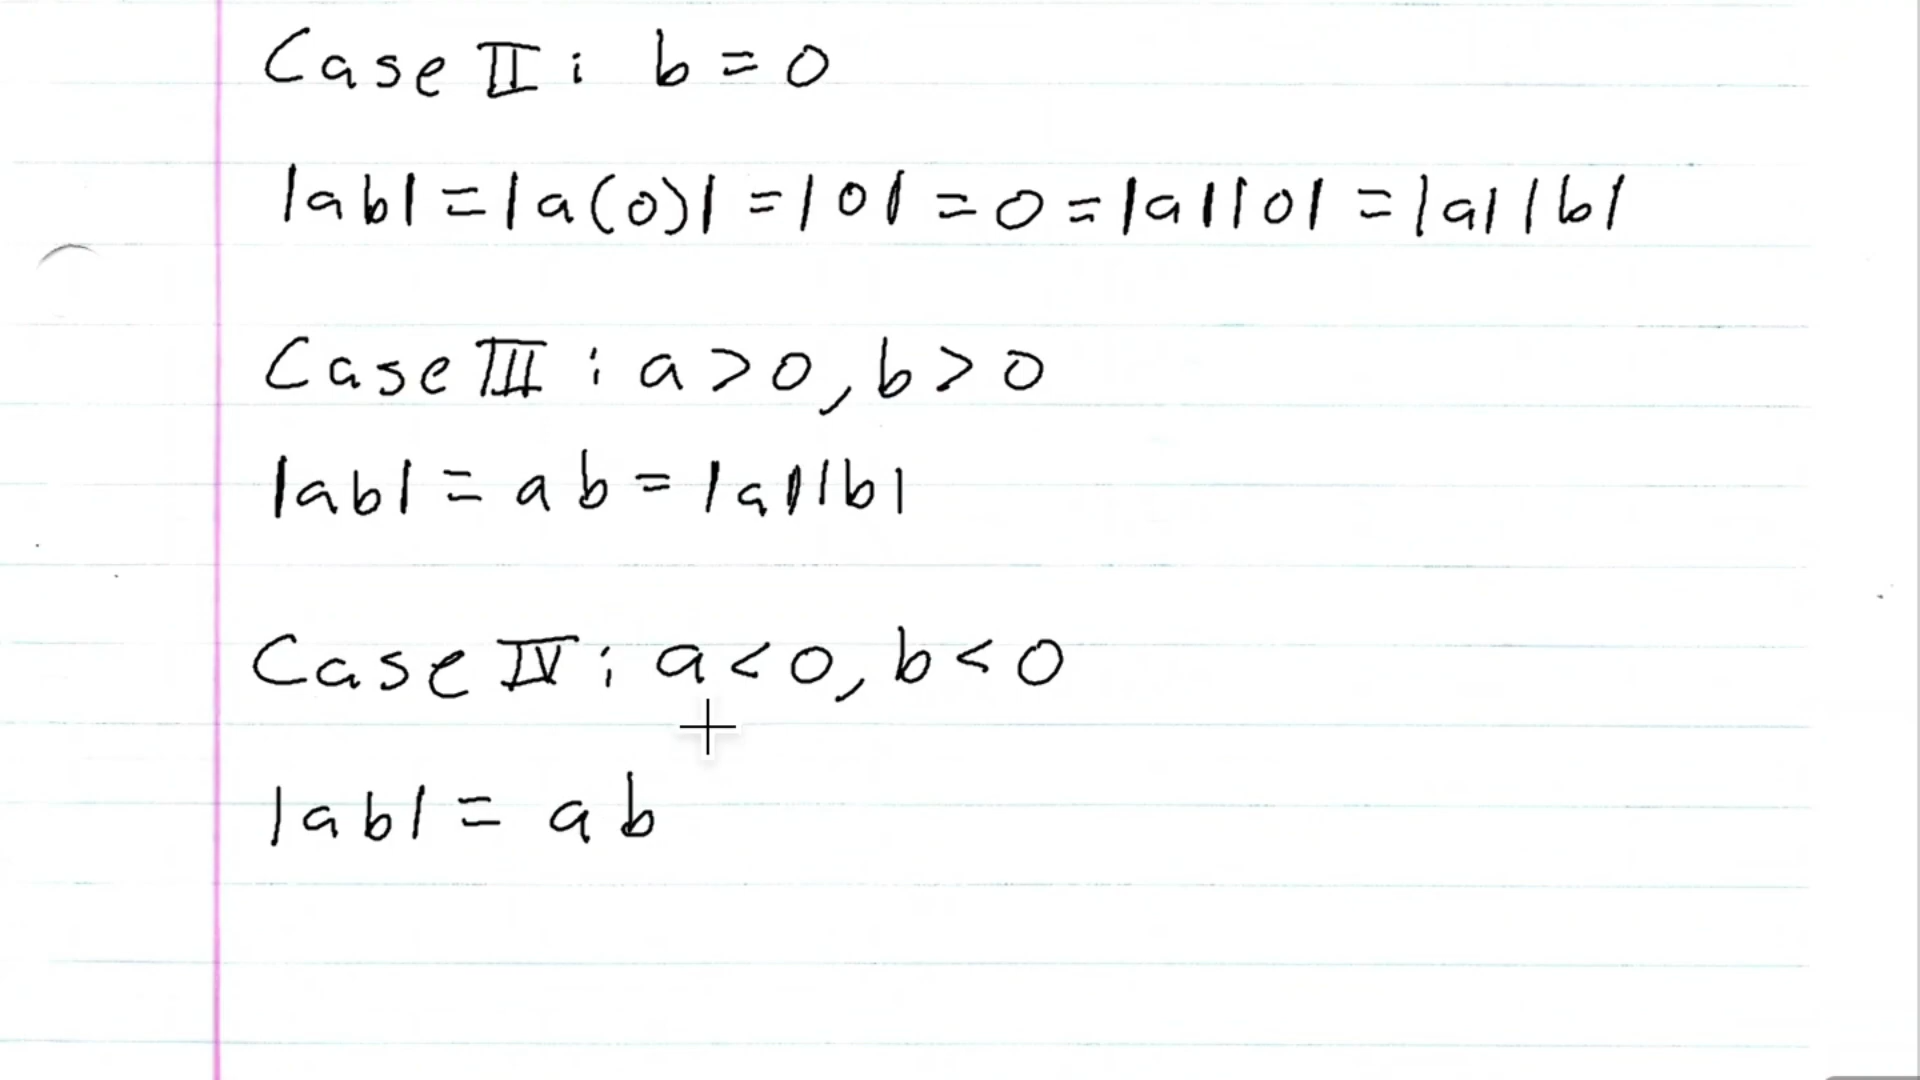 Case II: b = 0
|ab| = |a(0)| = |0| = 0 = |a||0| = |a||b|
Case III: a > 0, b > 0
|ab| = ab = |a||b|
Case IV: a < 0, b < 0
|ab| = ab